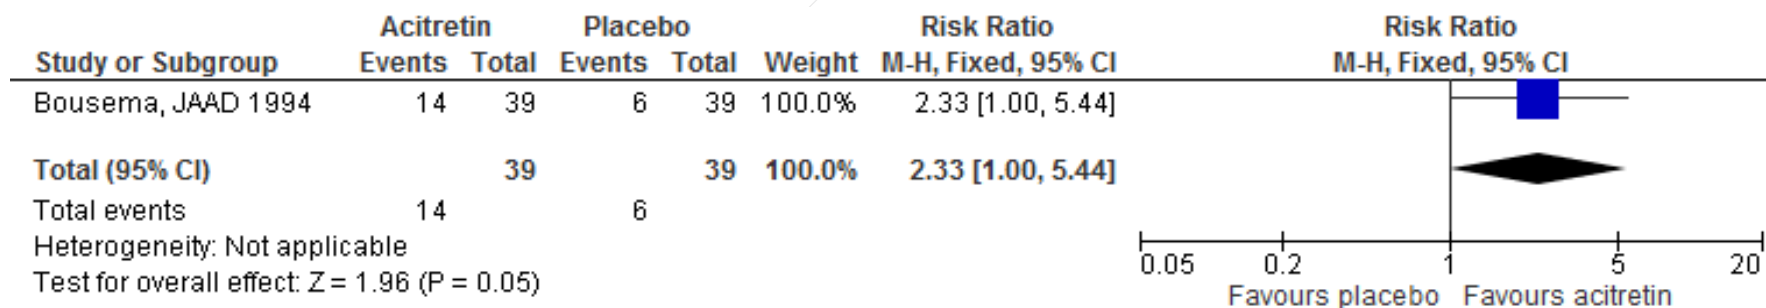 Acitretin Placebo Risk Ratio Risk Ratio
Study or Subgroup Events Total Events Total Weight M-H, Fixed, 95% CI M-H, Fixed, 95% CI
Bousema, JAAD 1994 14 39 6 39 100.0% 2.33 [1.00, 5.44]
Total (95% CI) 39 39 100.0% 2.33 [1.00, 5.44]
Total events 14 6
Heterogeneity: Not applicable
Test for overall effect: Z = 1.96 (P = 0.05)
0.05 0.2 1 5 20
Favours placebo Favours acitretin